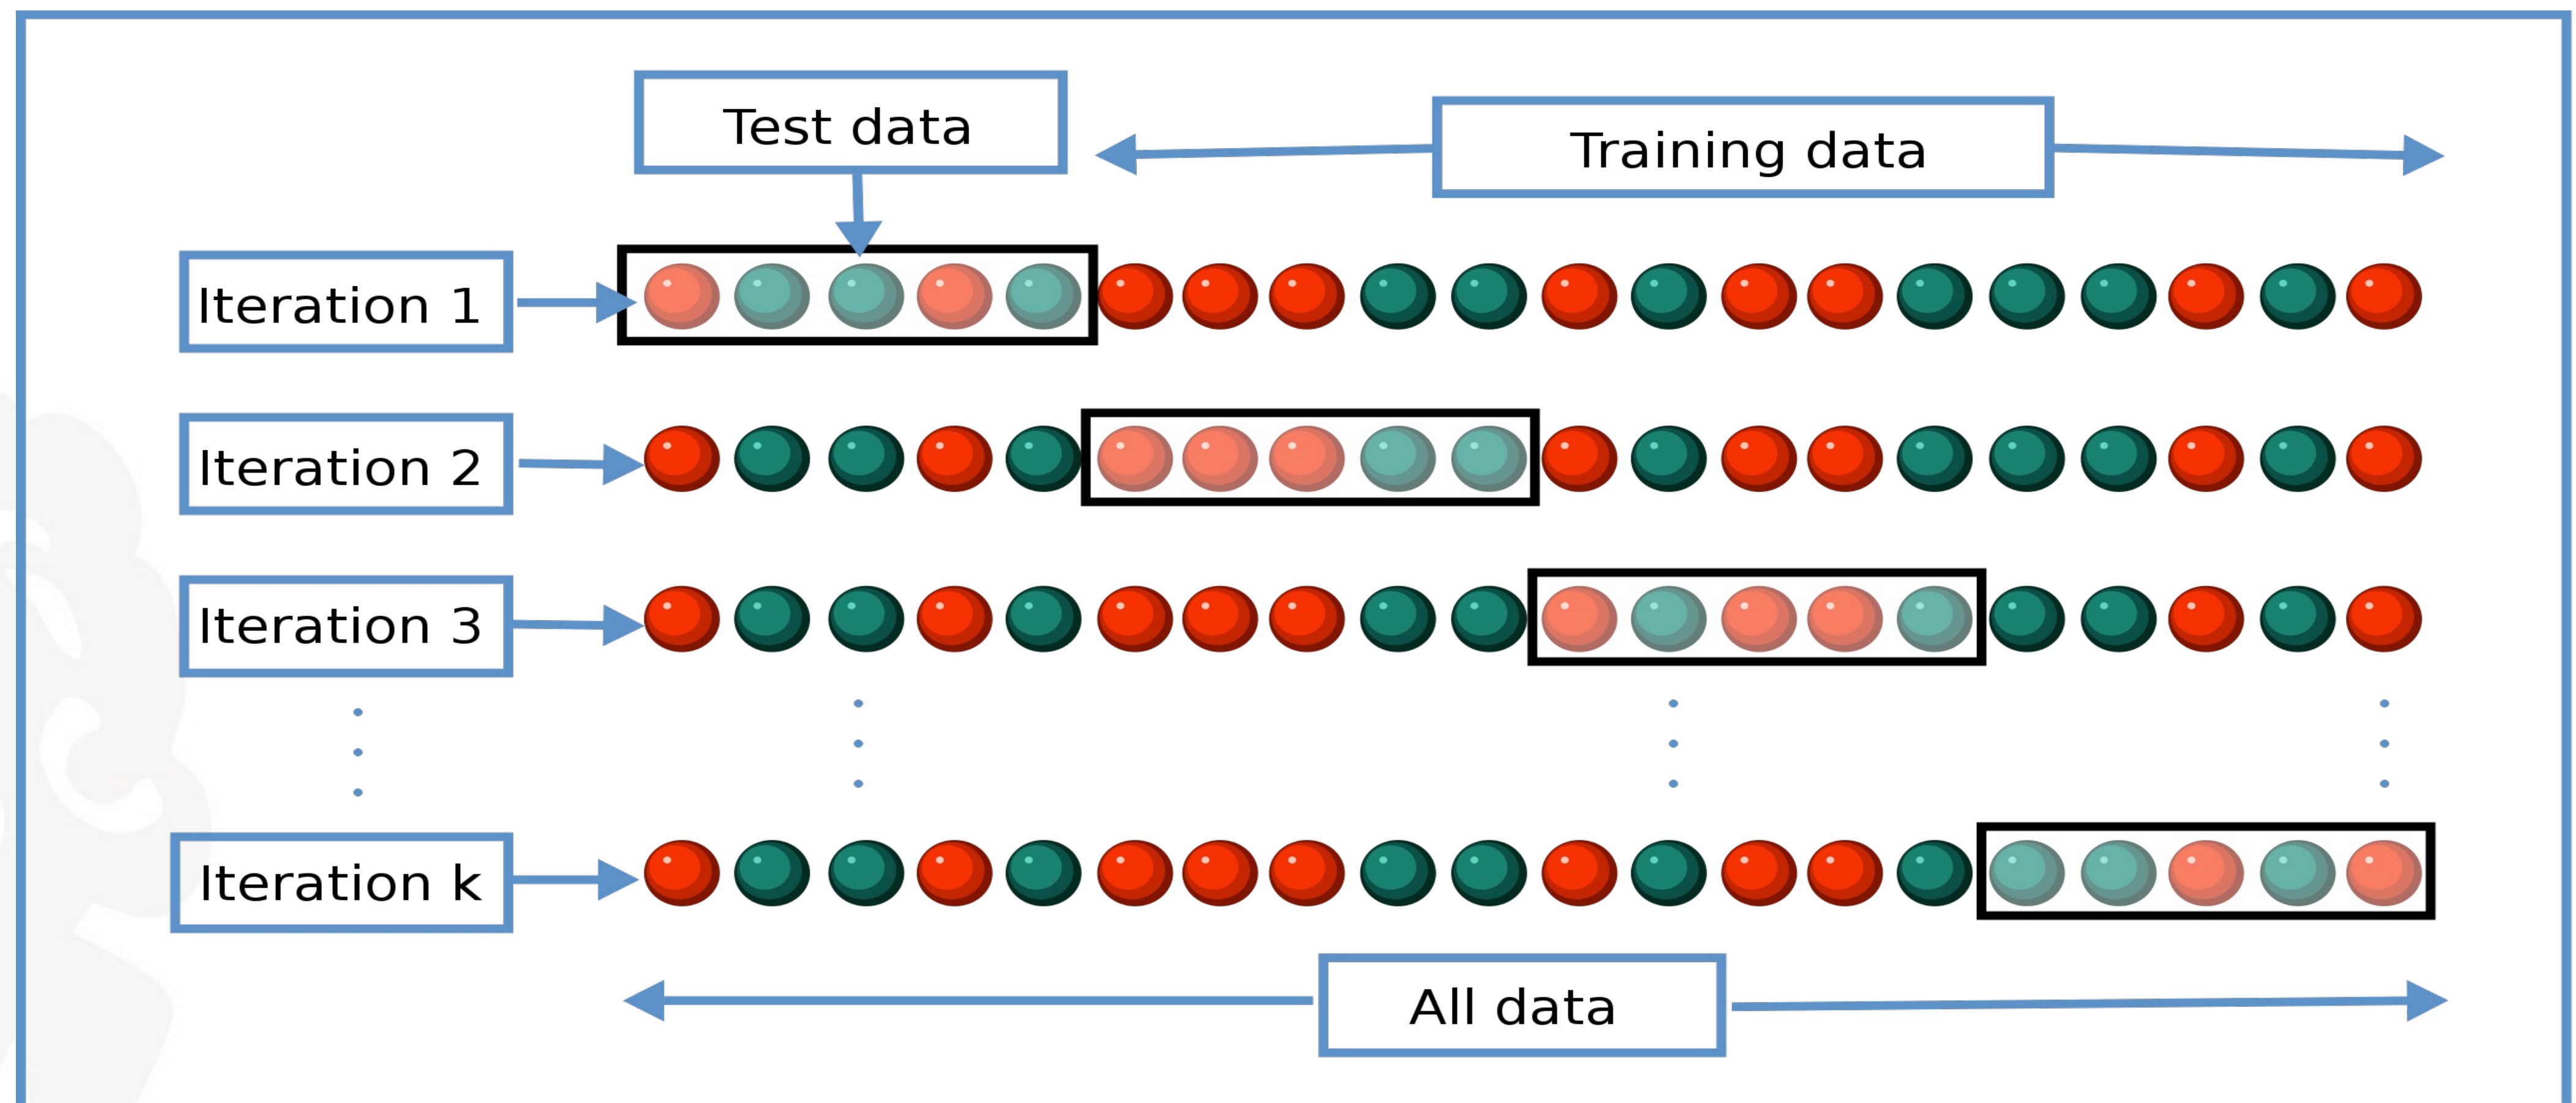 Test data
Training data
Iteration 1
Iteration 2
Iteration 3
Iteration k
All data